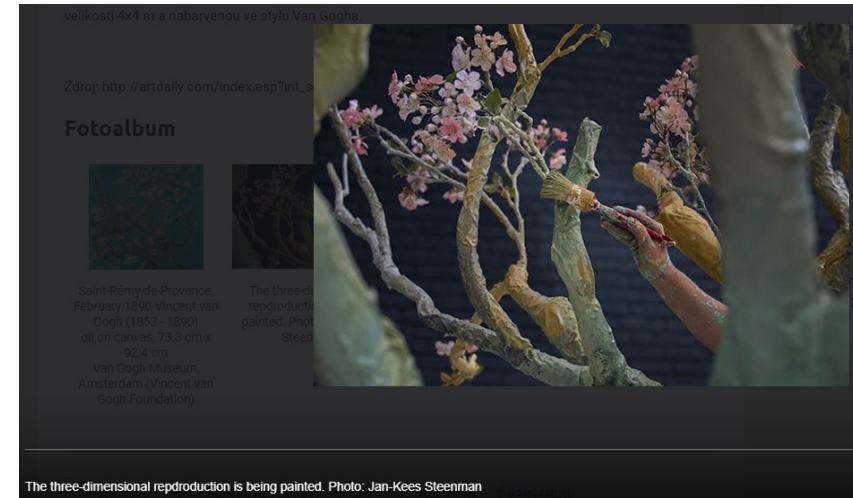 velikosti 4x4 m a nabarvenou ve stylu Van Gogha.
Zdroj: http://artdaily.com/index.asp?int_s
Fotoalbum
Saint-Rémy-de-Provence,
February 1890 Vincent van
Gogh (1853 - 1890)
oil on canvas, 73.3 cm x
92.4 cm
Van Gogh Museum,
Amsterdam (Vincent van
Gogh Foundation)
The three-di
repdroducti
painted. Phot
Steen
The three-dimensional repdroduction is being painted. Photo: Jan-Kees Steenman